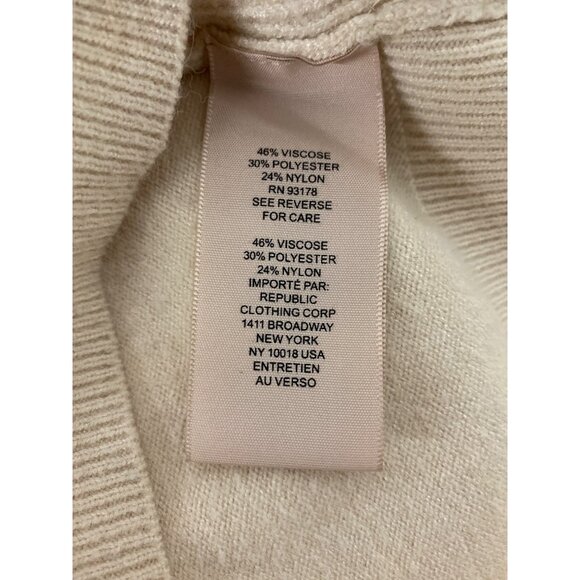 46% VISCOSE
30% POLYESTER
24% NYLON
RN 93178
SEE REVERSE
FOR CARE
46% VISCOSE
30% POLYESTER
24% NYLON
IMPORTÉ PAR:
REPUBLIC
CLOTHING CORP
1411 BROADWAY
NEW YORK
NY 10018 USA
ENTRETIEN
AU VERSO